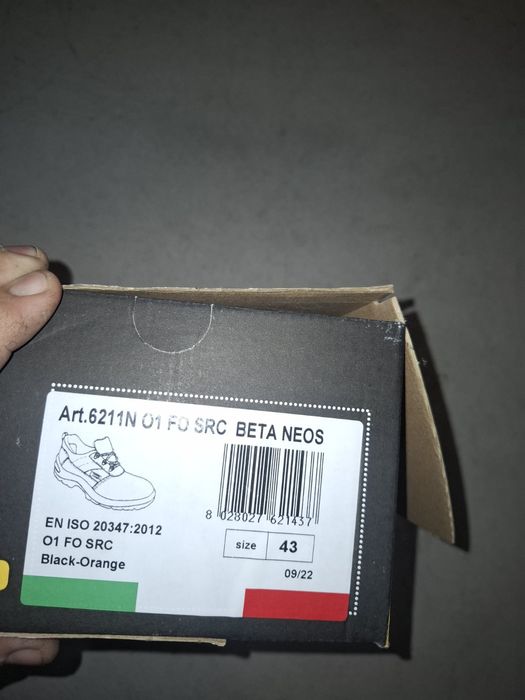 Art.6211N O1 FO SRC BETA NEOS
8 028027 621437
EN ISO 20347:2012
O1 FO SRC
Black-Orange
size 43
09/22